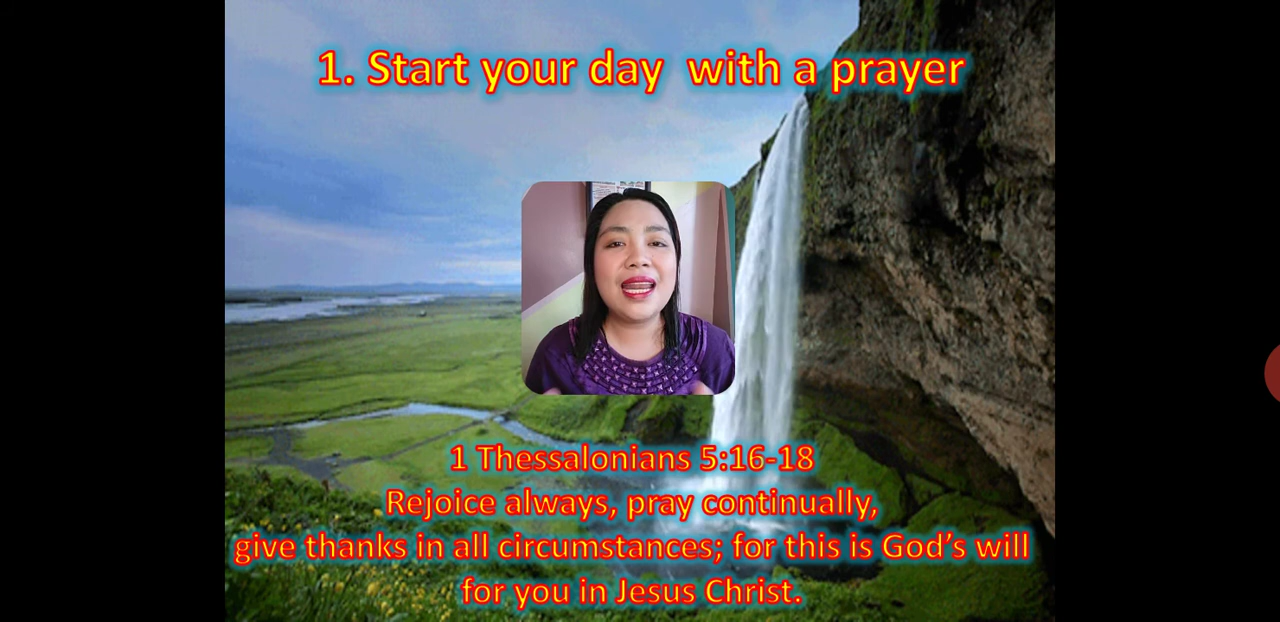 1. Start your day  with a prayer
1 Thessalonians 5:16-18
Rejoice always, pray continually,
give thanks in all circumstances; for this is God’s will
for you in Jesus Christ.